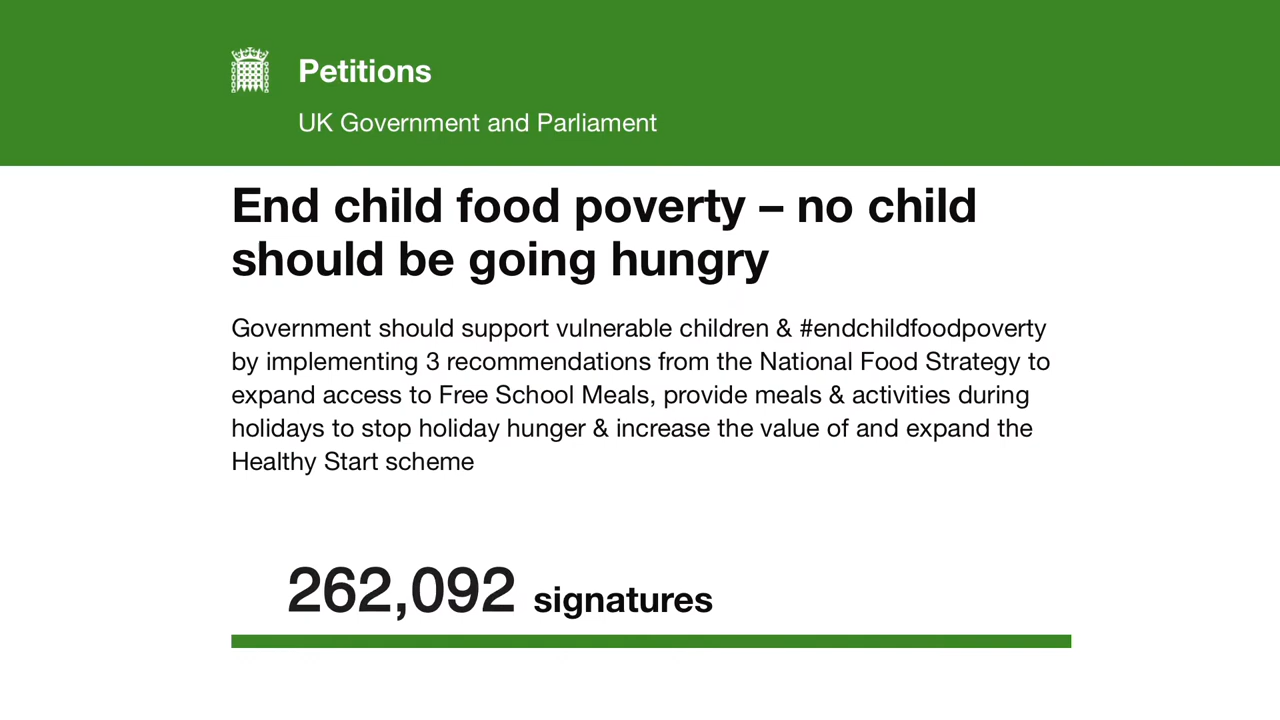 Petitions
UK Government and Parliament
End child food poverty – no child
should be going hungry
Government should support vulnerable children & #endchildfoodpoverty
by implementing 3 recommendations from the National Food Strategy to
expand access to Free School Meals, provide meals & activities during
holidays to stop holiday hunger & increase the value of and expand the
Healthy Start scheme
262,092 signatures